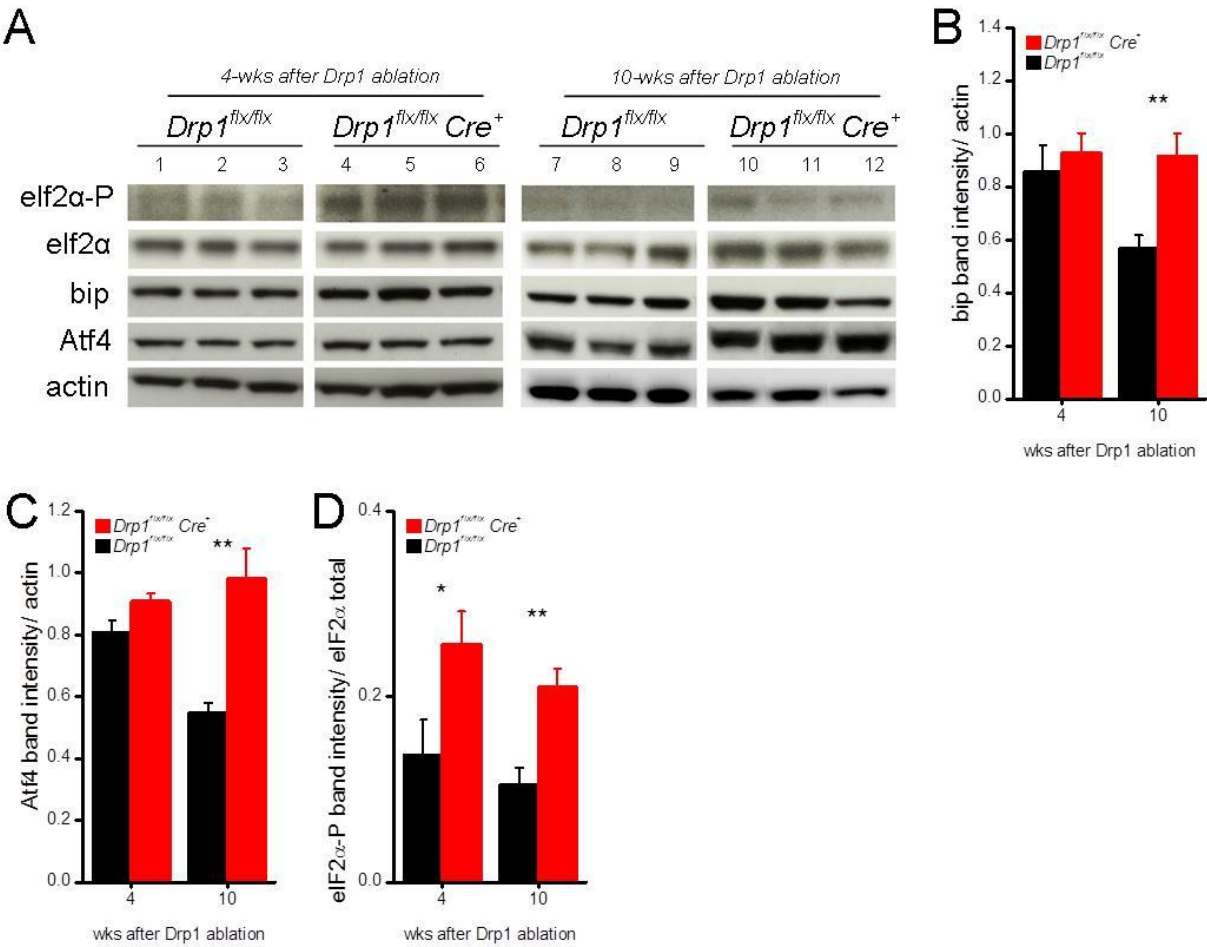 A
4-wks after Drp1 ablation
10-wks after Drp1 ablation
Drp1flx/flx
Drp1flx/flx Cre+
Drp1flx/flx
Drp1flx/flx Cre+
1 2 3 4 5 6 7 8 9 10 11 12
eIf2α-P
eIf2α
bip
Atf4
actin
B
bip band intensity/ actin
1.4
1.2
1.0
0.8
0.6
0.4
0.2
0.0
Drp1flx/flx Cre+
Drp1flx/flx
**
4 10
wks after Drp1 ablation
C
Atf4 band intensity/ actin
1.2
1.0
0.8
0.6
0.4
0.2
0.0
Drp1flx/flx Cre+
Drp1flx/flx
**
4 10
wks after Drp1 ablation
D
eIF2α-P band intensity/ eIF2α total
0.4
0.2
0.0
Drp1flx/flx Cre+
Drp1flx/flx
*
**
4 10
wks after Drp1 ablation